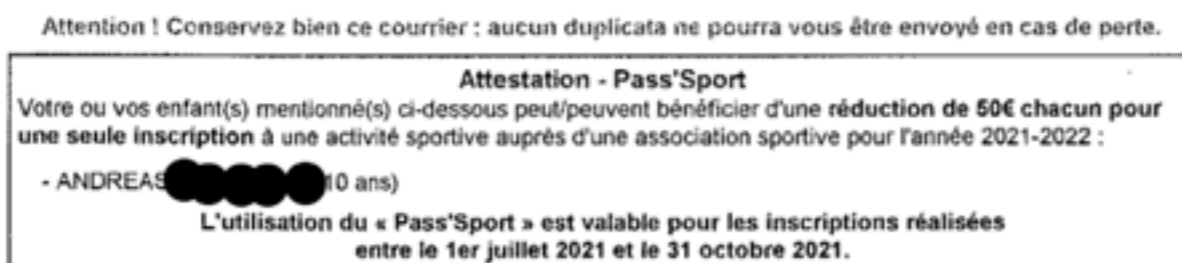 Attention ! Conservez bien ce courrier : aucun duplicata ne pourra vous être envoyé en cas de perte.
Attestation - Pass'Sport
Votre ou vos enfant(s) mentionné(s) ci-dessous peut/peuvent bénéficier d'une réduction de 50€ chacun pour
une seule inscription à une activité sportive auprès d'une association sportive pour l'année 2021-2022 :
- ANDREAS 10 ans)
L'utilisation du « Pass'Sport » est valable pour les inscriptions réalisées
entre le 1er juillet 2021 et le 31 octobre 2021.